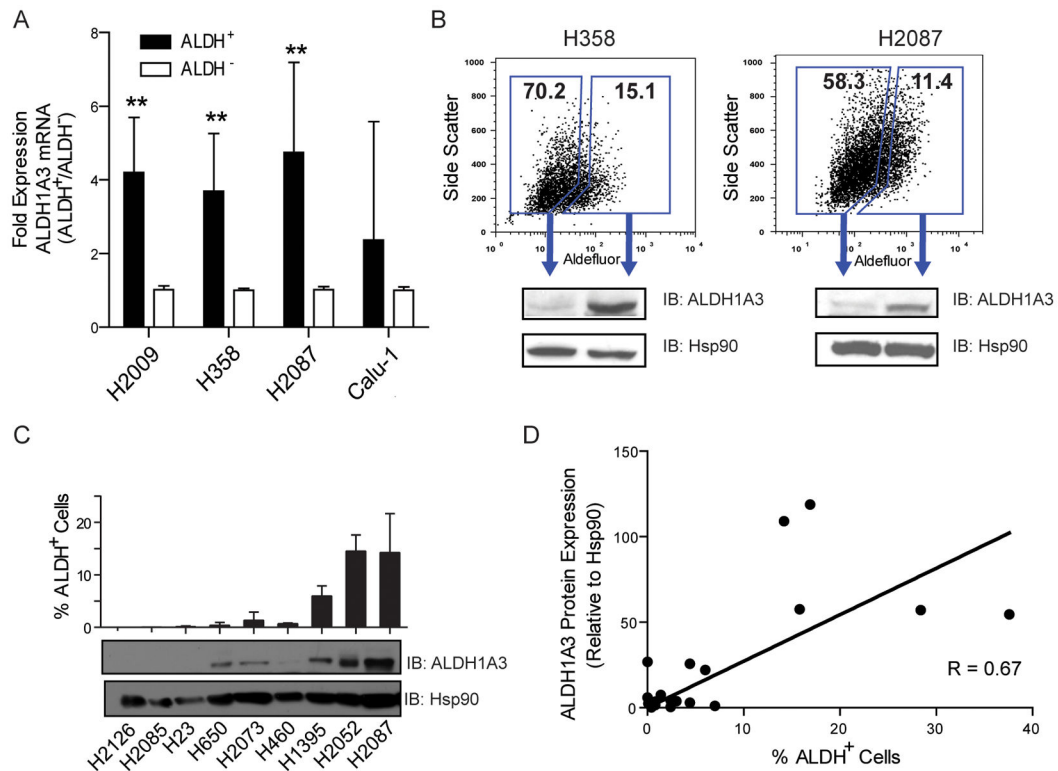 A
ALDH+
ALDH-
Fold Expression
ALDH1A3 mRNA
(ALDH+/ALDH-)
8
6
4
2
0
**
**
**
H2009
H358
H2087
Calu-1
B
H358
Side Scatter
1000
800
600
400
200
0
70.2
15.1
10 0
10 1
10 2
10 3
10 4
Aldefluor
IB: ALDH1A3
IB: Hsp90
H2087
Side Scatter
1000
800
600
400
200
0
58.3
11.4
10 1
10 2
10 3
10 4
Aldefluor
IB: ALDH1A3
IB: Hsp90
C
% ALDH+ Cells
20
10
0
IB: ALDH1A3
IB: Hsp90
H2126
H2085
H23
H650
H2073
H460
H1395
H2052
H2087
D
ALDH1A3 Protein Expression
(Relative to Hsp90)
150
100
50
0
R = 0.67
0
10
20
30
40
% ALDH+ Cells